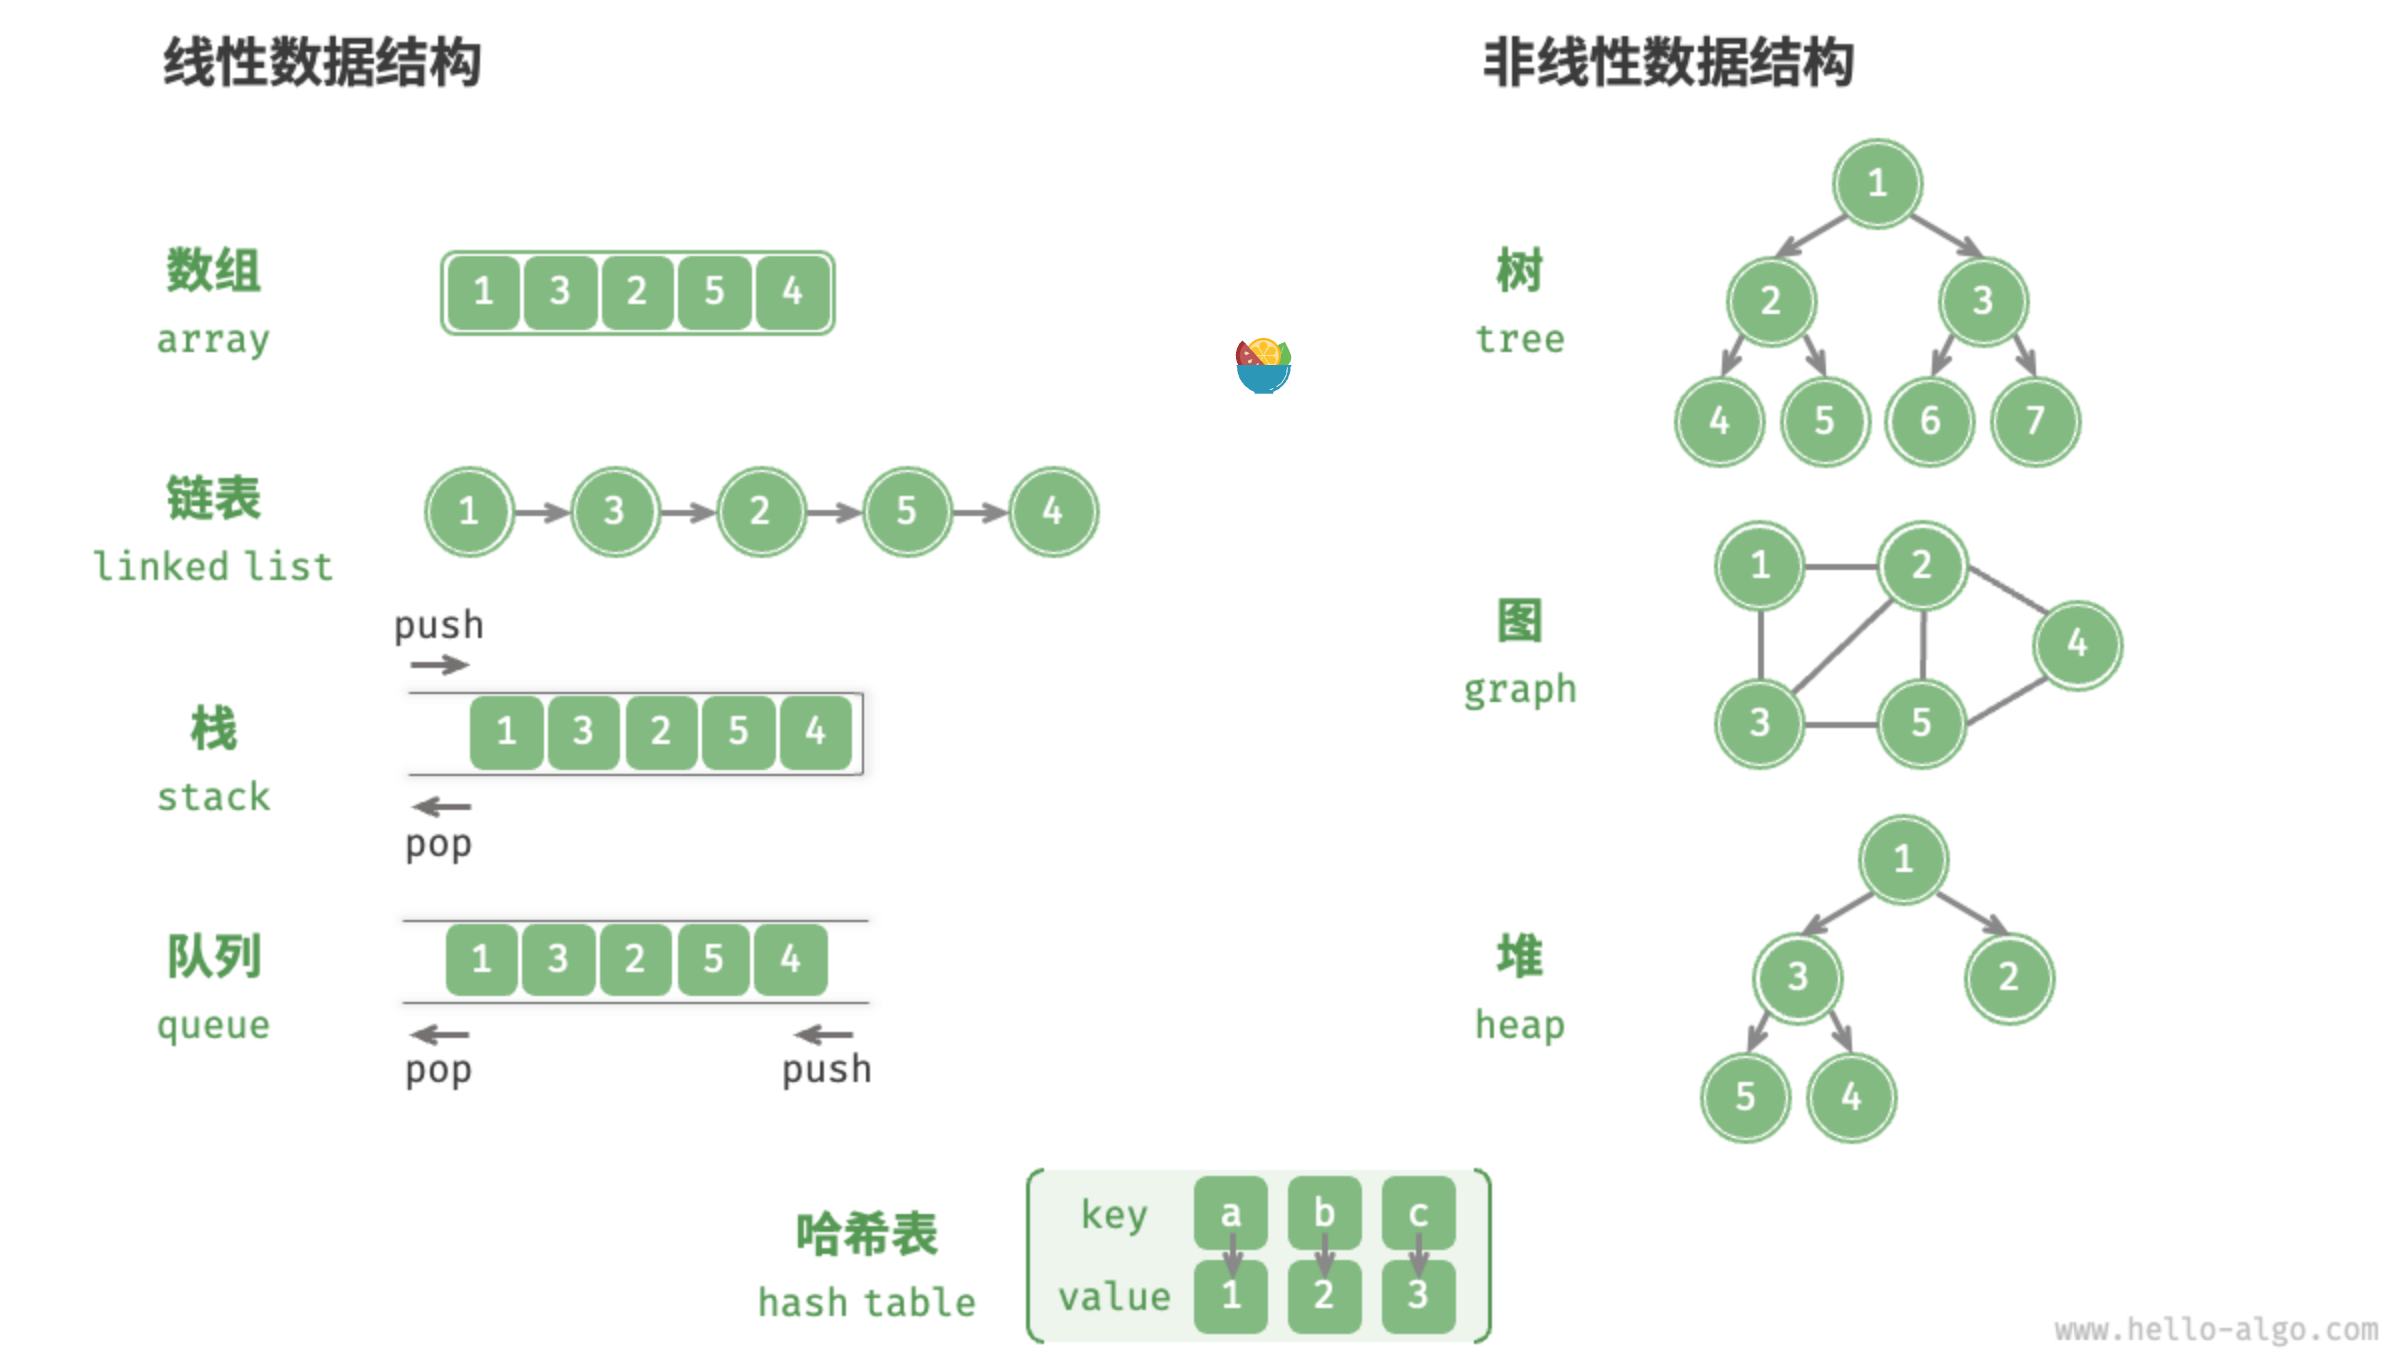 线性数据结构
数组
array
1 3 2 5 4
链表
linked list
1 3 2 5 4
push
栈
stack
1 3 2 5 4
pop
队列
queue
1 3 2 5 4
pop push
非线性数据结构
树
tree
1
2 3
4 5 6 7
图
graph
1 2
4
3 5
堆
heap
1
3 2
5 4
哈希表
hash table
key a b c
value 1 2 3
www.hello-algo.com